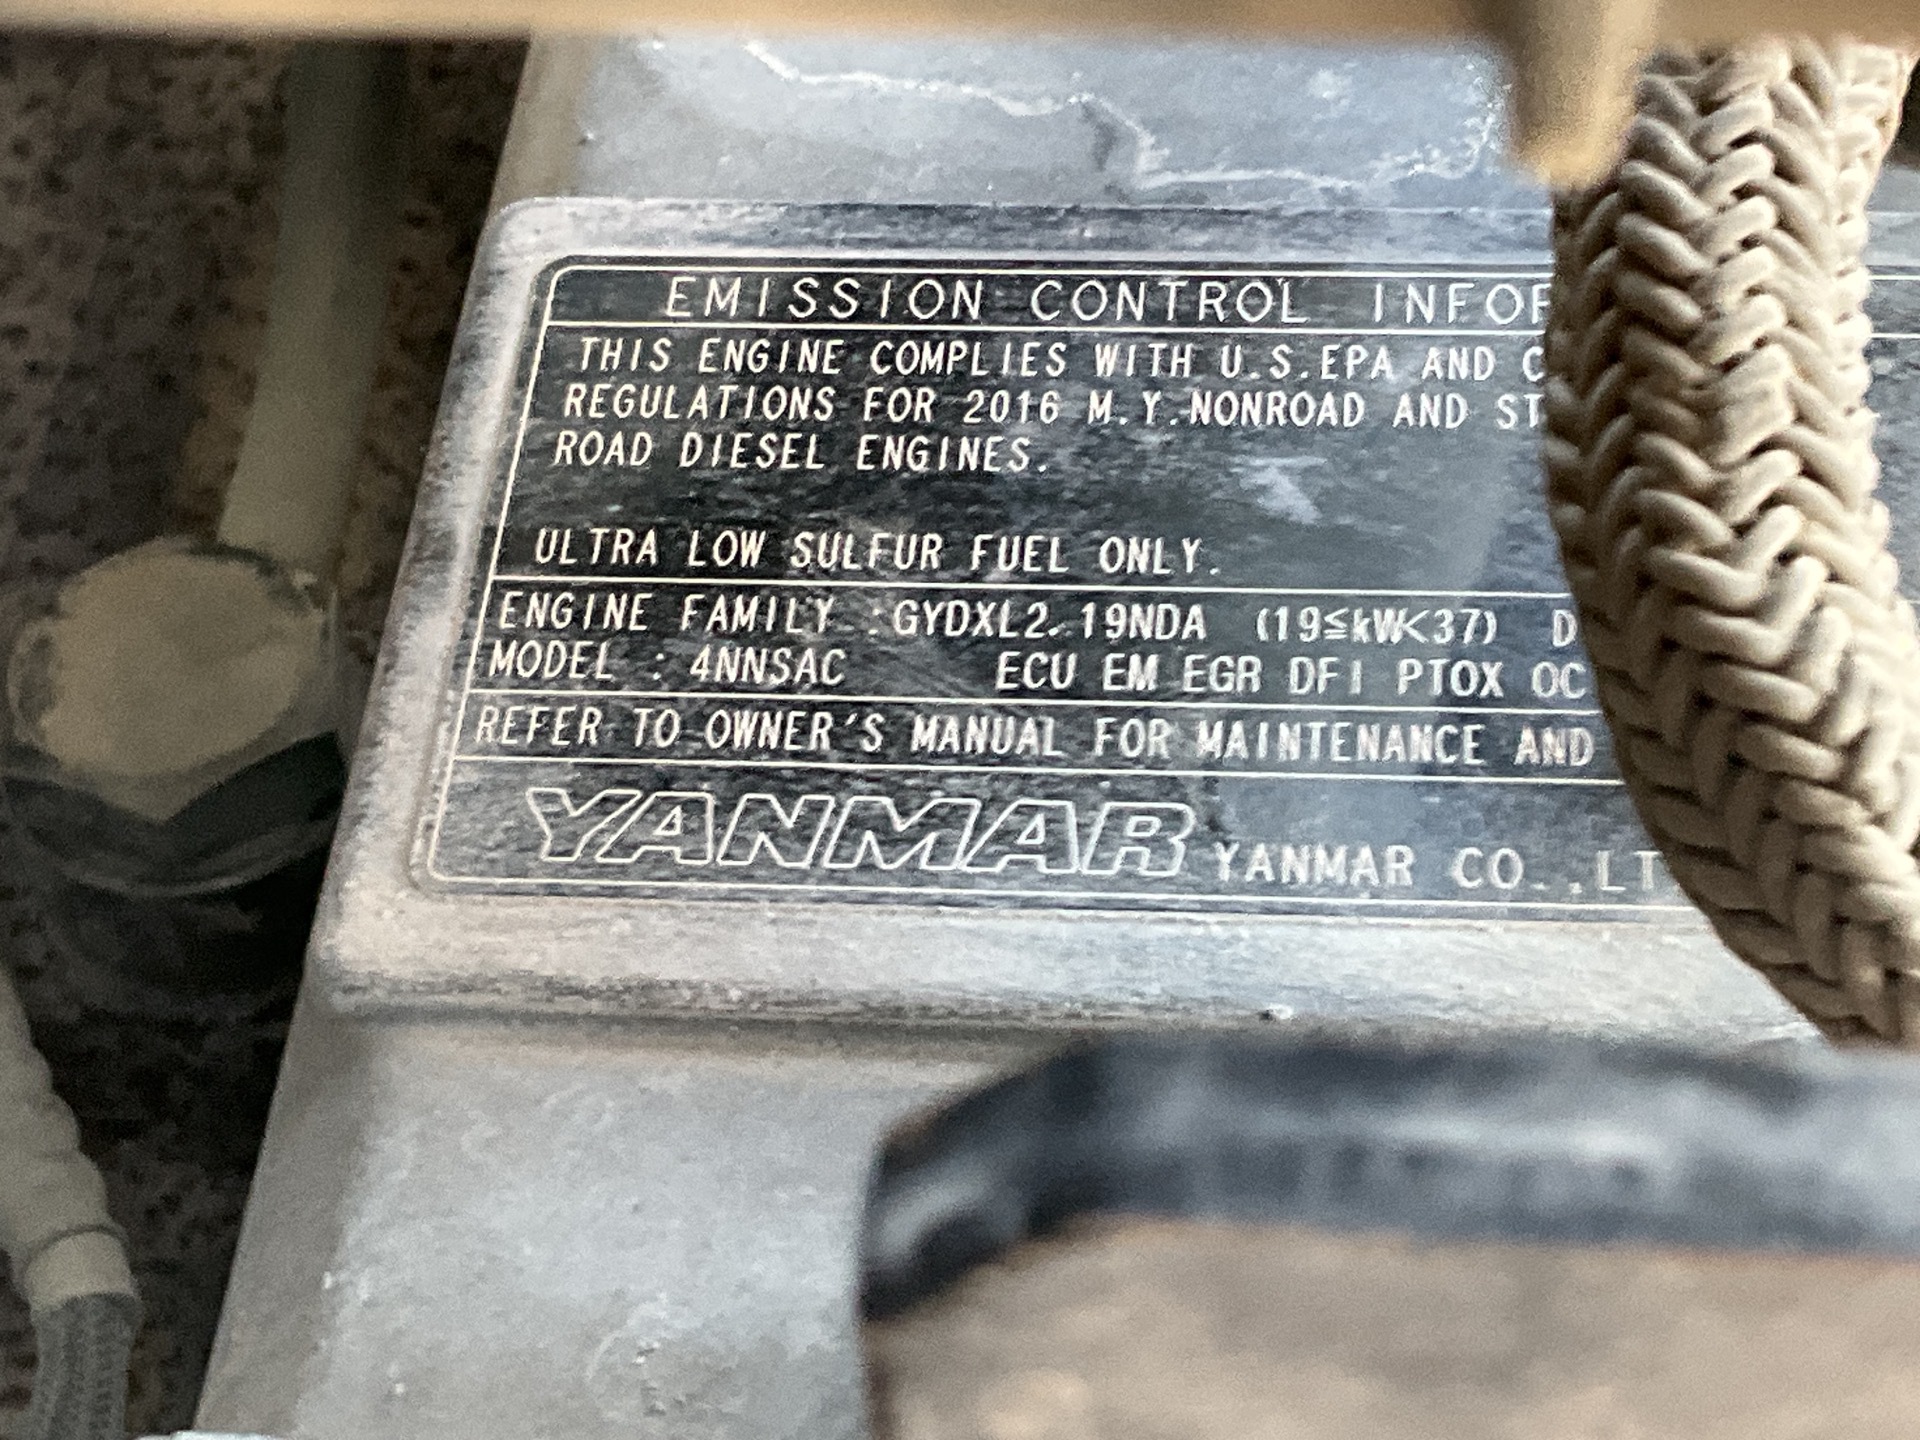 EMISSION CONTROL INFOR
THIS ENGINE COMPLIES WITH U.S.EPA AND C
REGULATIONS FOR 2016 M.Y.NONROAD AND ST
ROAD DIESEL ENGINES.
ULTRA LOW SULFUR FUEL ONLY.
ENGINE FAMILY :GYDXL2.19NDA (19≦kW<37) D
MODEL : 4NNSAC ECU EM EGR DFI PTOX OC
REFER TO OWNER'S MANUAL FOR MAINTENANCE AND
YANMAR YANMAR CO.,LT